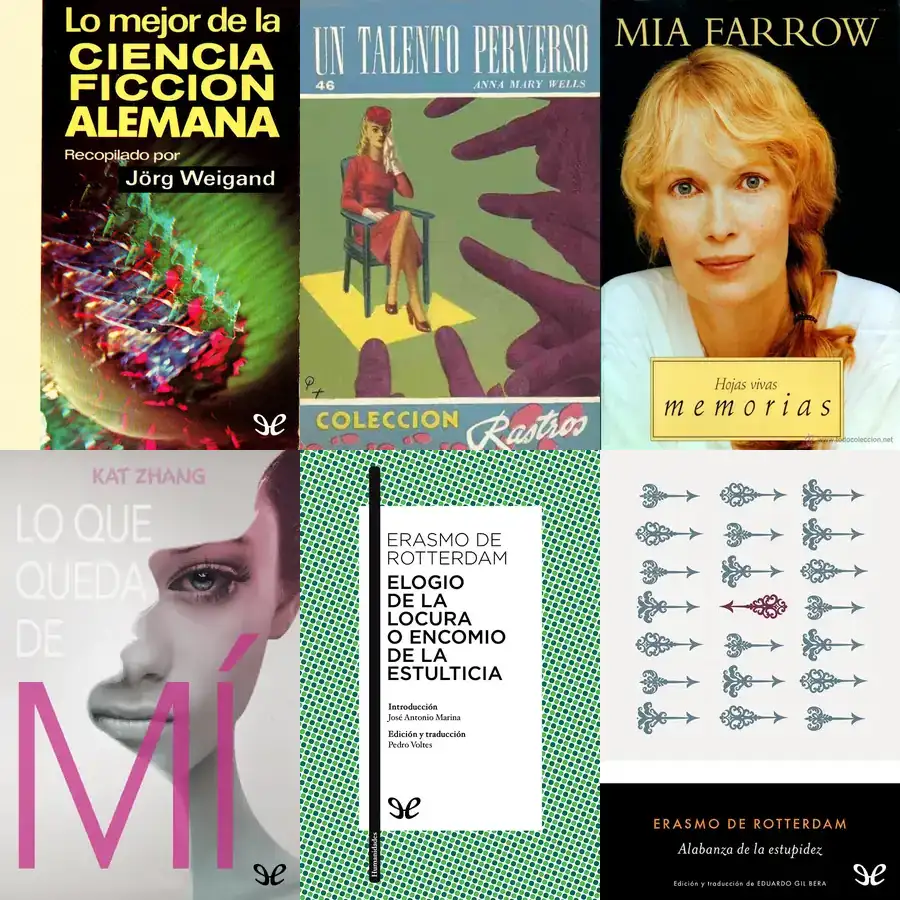 Lo mejor de la
CIENCIA
FICCION
ALEMANA
Recopilado por
Jörg Weigand
UN TALENTO PERVERSO
46
ANNA MARY WELLS
COLECCION
Rastros
MIA FARROW
Hojas vivas
memorias
www.todocoleccion.net
KAT ZHANG
LO QUE
QUEDA
DE
MÍ
ERASMO DE
ROTTERDAM
ELOGIO
DE LA
LOCURA
O ENCOMIO
DE LA
ESTULTICIA
Introducción
José Antonio Marina
Edición y traducción
Pedro Voltes
Humanidades
ERASMO DE ROTTERDAM
Alabanza de la estupidez
Edición y traducción de EDUARDO GIL BERA